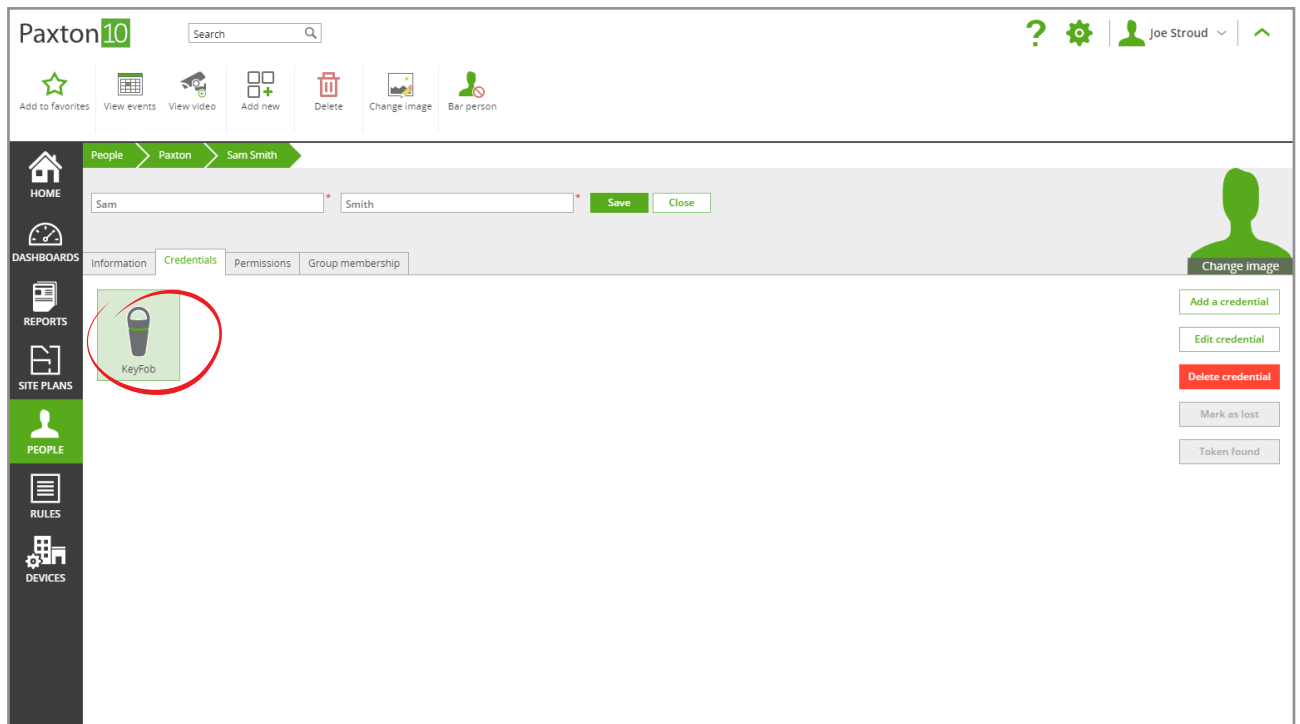 Paxton10
Search
Joe Stroud
Add to favorites
View events
View video
Add new
Delete
Change image
Bar person
HOME
DASHBOARDS
REPORTS
SITE PLANS
PEOPLE
RULES
DEVICES
People
Paxton
Sam Smith
Sam
*
Smith
*
Save
Close
Change image
Information
Credentials
Permissions
Group membership
KeyFob
Add a credential
Edit credential
Delete credential
Mark as lost
Token found